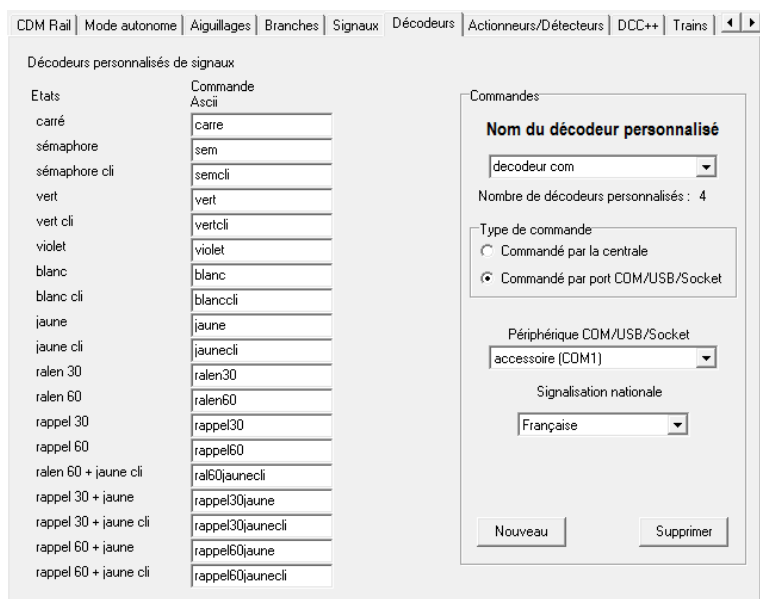 CDM Rail Mode autonome Aiguillages Branches Signaux Décodeurs Actionneurs/Détecteurs DCC++ Trains
Décodeurs personnalisés de signaux
Etats
Commande
Ascii
carré carre
sémaphore sem
sémaphore cli semcli
vert vert
vert cli vertcli
violet violet
blanc blanc
blanc cli blanccli
jaune jaune
jaune cli jaunecli
ralen 30 ralen30
ralen 60 ralen60
rappel 30 rappel30
rappel 60 rappel60
ralen 60 + jaune cli ral60jaunecli
rappel 30 + jaune rappel30jaune
rappel 30 + jaune cli rappel30jaunecli
rappel 60 + jaune rappel60jaune
rappel 60 + jaune cli rappel60jaunecli
Commandes
Nom du décodeur personnalisé
decodeur com
Nombre de décodeurs personnalisés : 4
Type de commande
Commandé par la centrale
Commandé par port COM/USB/Socket
Périphérique COM/USB/Socket
accessoire (COM1)
Signalisation nationale
Française
Nouveau Supprimer